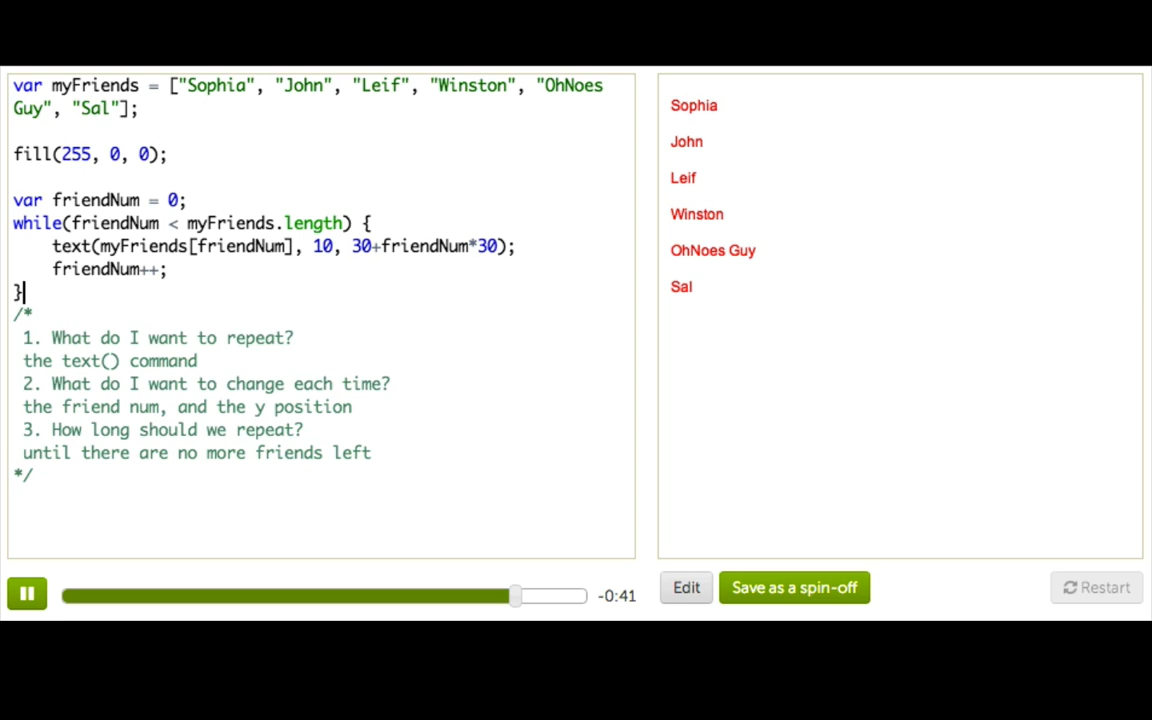 var myFriends = ["Sophia", "John", "Leif", "Winston", "OhNoes
Guy", "Sal"];
fill(255, 0, 0);
var friendNum = 0;
while(friendNum < myFriends.length) {
text(myFriends[friendNum], 10, 30+friendNum*30);
friendNum++;
}
/*
1. What do I want to repeat?
the text() command
2. What do I want to change each time?
the friend num, and the y position
3. How long should we repeat?
until there are no more friends left
*/
Sophia
John
Leif
Winston
OhNoes Guy
Sal
-0:41
Edit
Save as a spin-off
Restart